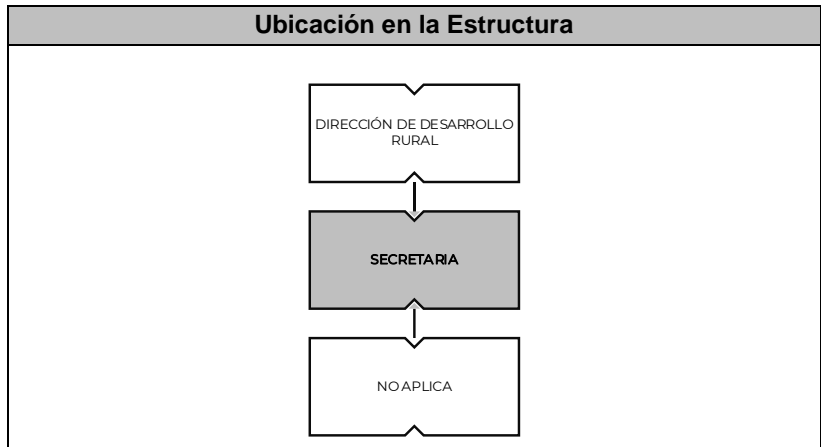 Ubicación en la Estructura
DIRECCIÓN DE DESARROLLO
RURAL
SECRETARIA
NO APLICA